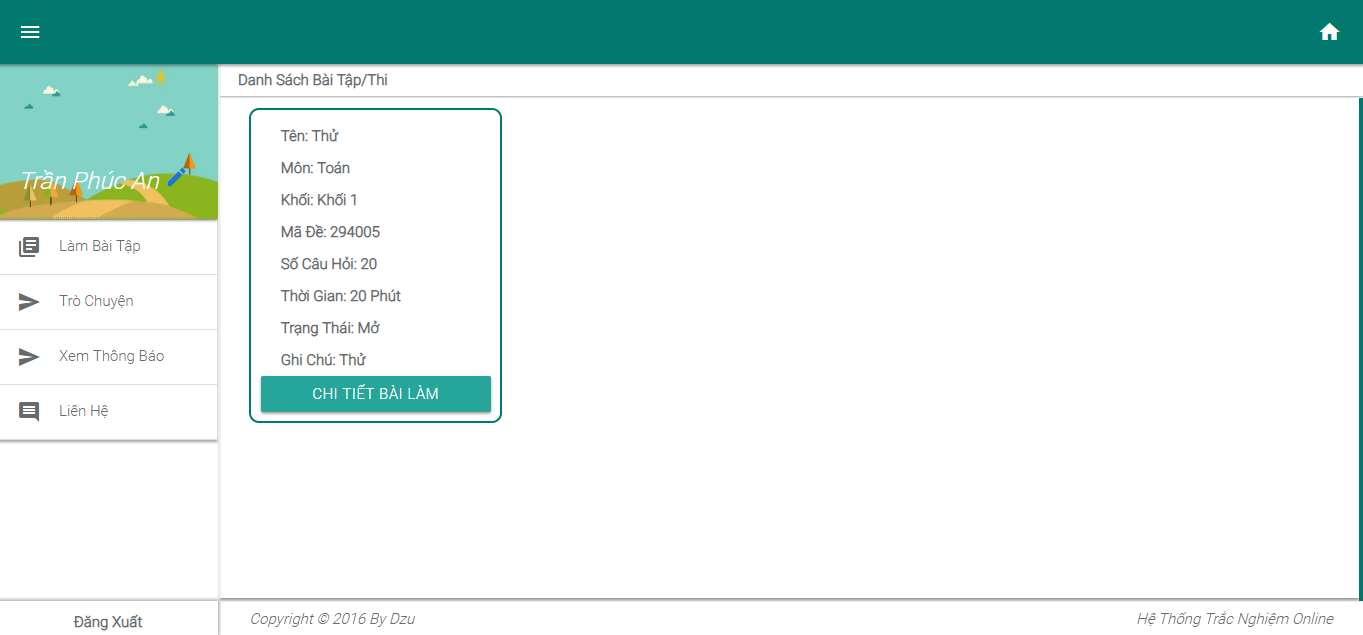 Danh Sách Bài Tập/Thi
Trần Phúc An
Làm Bài Tập
Trò Chuyện
Xem Thông Báo
Liên Hệ
Đăng Xuất
Tên: Thử
Môn: Toán
Khối: Khối 1
Mã Đề: 294005
Số Câu Hỏi: 20
Thời Gian: 20 Phút
Trạng Thái: Mở
Ghi Chú: Thử
CHI TIẾT BÀI LÀM
Copyright © 2016 By Dzu
Hệ Thống Trắc Nghiệm Online